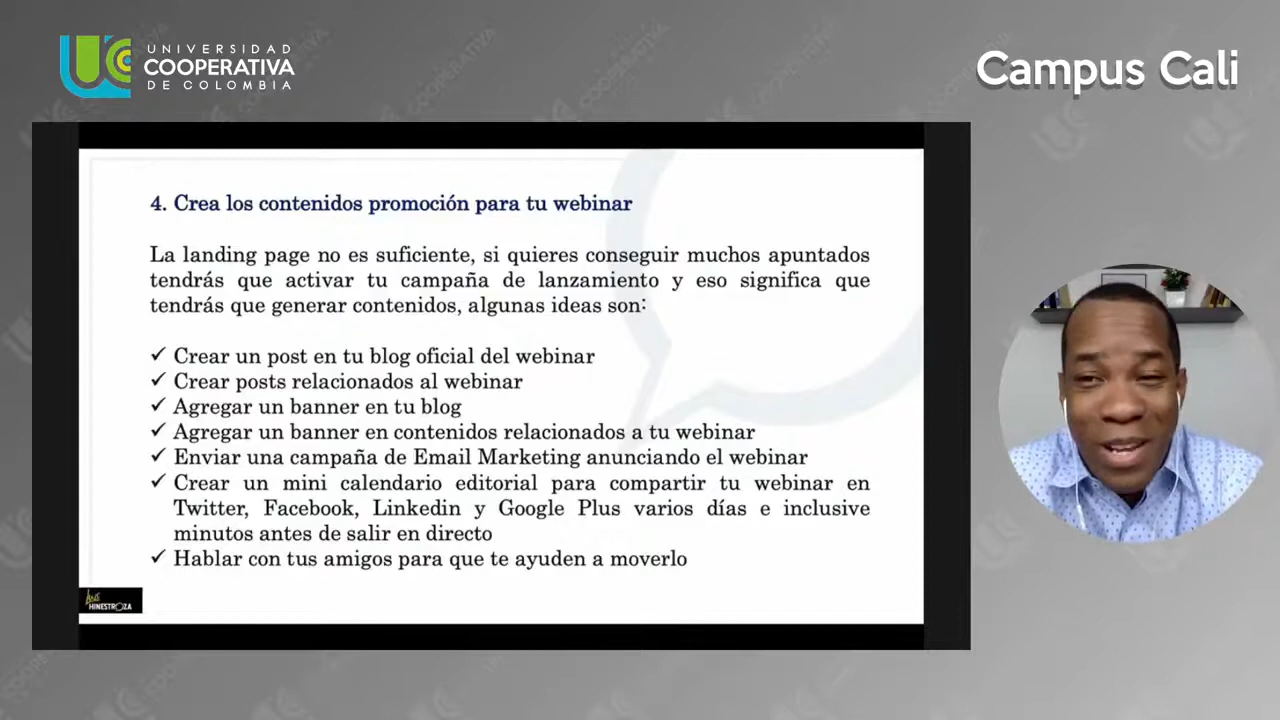 UNIVERSIDAD
COOPERATIVA
DE COLOMBIA
Campus Cali
4. Crea los contenidos promoción para tu webinar
La landing page no es suficiente, si quieres conseguir muchos apuntados
tendrás que activar tu campaña de lanzamiento y eso significa que
tendrás que generar contenidos, algunas ideas son:
✓ Crear un post en tu blog oficial del webinar
✓ Crear posts relacionados al webinar
✓ Agregar un banner en tu blog
✓ Agregar un banner en contenidos relacionados a tu webinar
✓ Enviar una campaña de Email Marketing anunciando el webinar
✓ Crear un mini calendario editorial para compartir tu webinar en
Twitter, Facebook, Linkedin y Google Plus varios días e inclusive
minutos antes de salir en directo
✓ Hablar con tus amigos para que te ayuden a moverlo
HINESTROZA